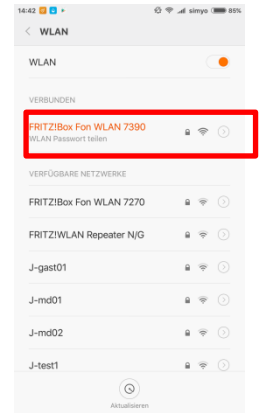 14:42 simyo 85%
WLAN
WLAN
VERBUNDEN
FRITZ!Box Fon WLAN 7390
WLAN Passwort teilen
VERFÜGBARE NETZWERKE
FRITZ!Box Fon WLAN 7270
FRITZ!WLAN Repeater N/G
J-gast01
J-md01
J-md02
J-test1
Aktualisieren